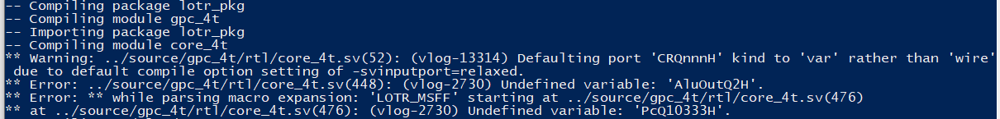 -- Compiling package lotr_pkg
-- Compiling module gpc_4t
-- Importing package lotr_pkg
-- Compiling module core_4t
** Warning: ../source/gpc_4t/rtl/core_4t.sv(52): (vlog-13314) Defaulting port 'CRQnnnH' kind to 'var' rather than 'wire'
 due to default compile option setting of -svinputport=relaxed.
** Error: ../source/gpc_4t/rtl/core_4t.sv(448): (vlog-2730) Undefined variable: 'AluOutQ2H'.
** Error: ** while parsing macro expansion: 'LOTR_MSFF' starting at ../source/gpc_4t/rtl/core_4t.sv(476)
** at ../source/gpc_4t/rtl/core_4t.sv(476): (vlog-2730) Undefined variable: 'PcQ10333H'.